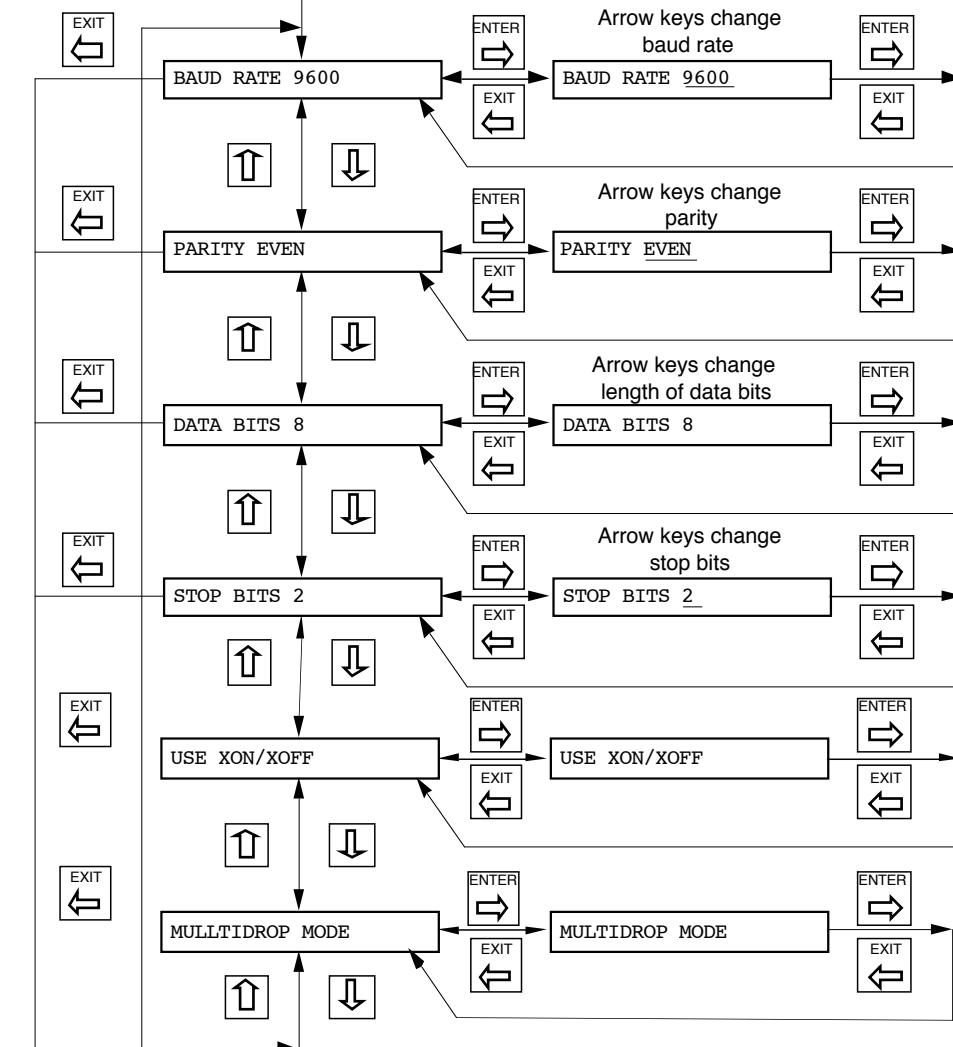 EXIT
ENTER
Arrow keys change
baud rate
ENTER
BAUD RATE 9600
BAUD RATE 9600
EXIT
EXIT
EXIT
ENTER
Arrow keys change
parity
ENTER
PARITY EVEN
PARITY EVEN
EXIT
EXIT
EXIT
ENTER
Arrow keys change
length of data bits
ENTER
DATA BITS 8
DATA BITS 8
EXIT
EXIT
EXIT
ENTER
Arrow keys change
stop bits
ENTER
STOP BITS 2
STOP BITS 2
EXIT
EXIT
EXIT
ENTER
ENTER
USE XON/XOFF
USE XON/XOFF
EXIT
EXIT
EXIT
ENTER
ENTER
MULLTIDROP MODE
MULTIDROP MODE
EXIT
EXIT